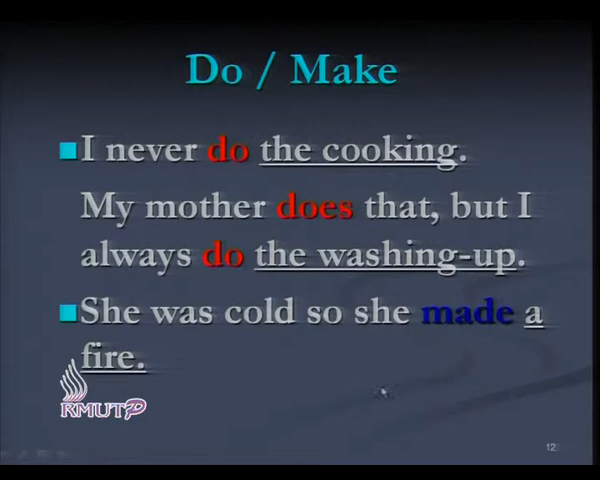 Do / Make
I never do the cooking.
My mother does that, but I
always do the washing-up.
She was cold so she made a
fire.
RMUTP
12